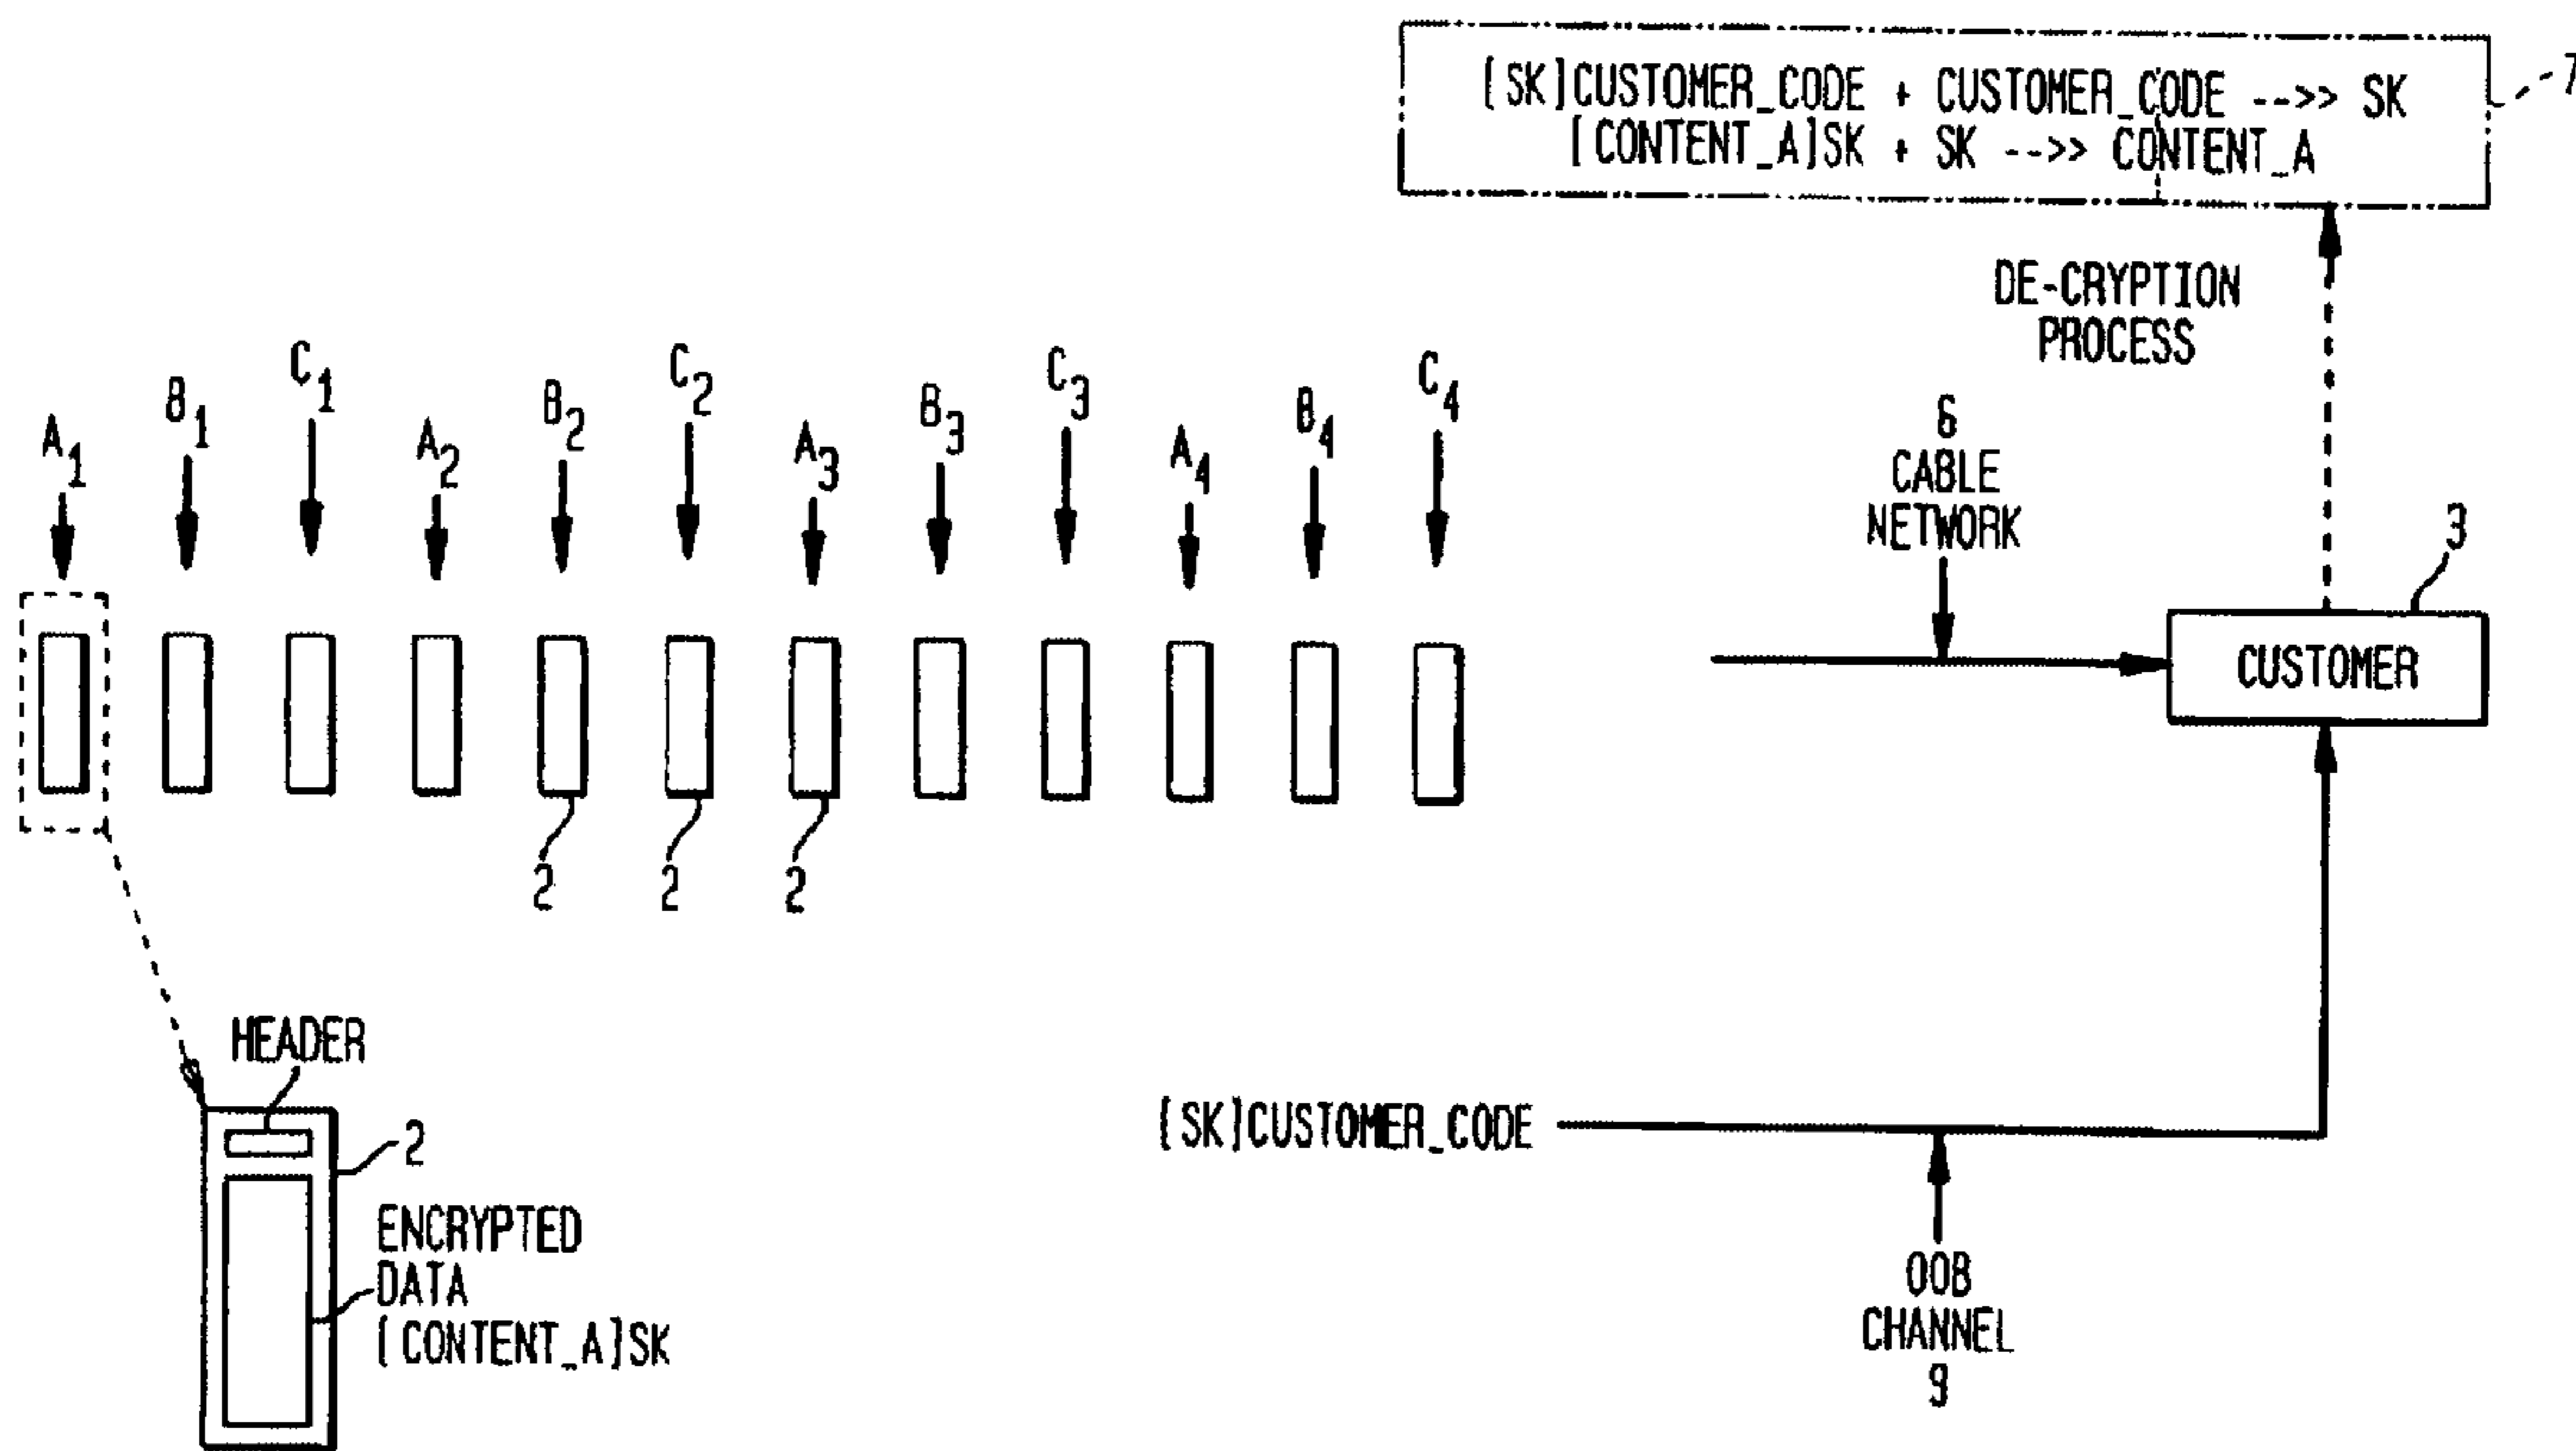 [SK]CUSTOMER_CODE + CUSTOMER_CODE -->> SK
[CONTENT_A]SK + SK -->> CONTENT_A
7
DE-CRYPTION
PROCESS
A1
B1
C1
A2
B2
C2
A3
B3
C3
A4
B4
C4
6
CABLE
NETWORK
3
CUSTOMER
2
2
2
HEADER
2
ENCRYPTED
DATA
[CONTENT_A]SK
[SK]CUSTOMER_CODE
OOB
CHANNEL
9